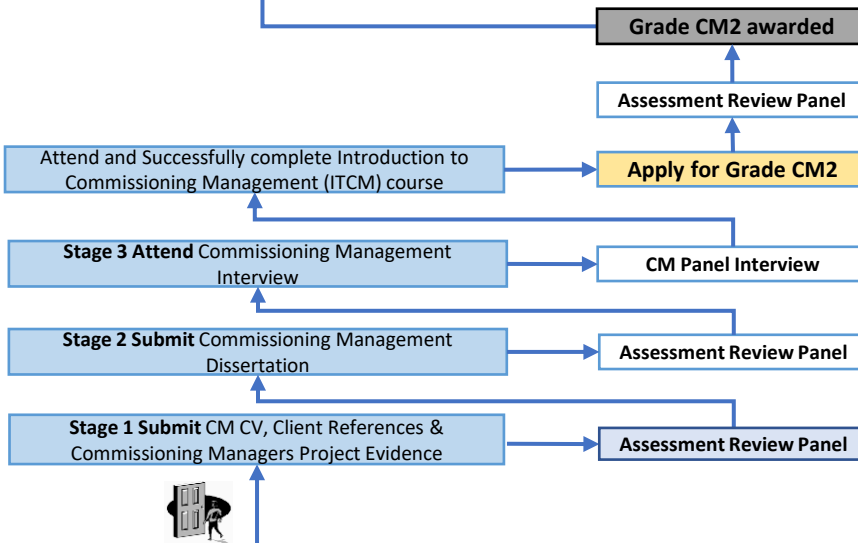 Grade CM2 awarded
Assessment Review Panel
Attend and Successfully complete Introduction to
Commissioning Management (ITCM) course
Apply for Grade CM2
Stage 3 Attend Commissioning Management
Interview
CM Panel Interview
Stage 2 Submit Commissioning Management
Dissertation
Assessment Review Panel
Stage 1 Submit CM CV, Client References &
Commissioning Managers Project Evidence
Assessment Review Panel